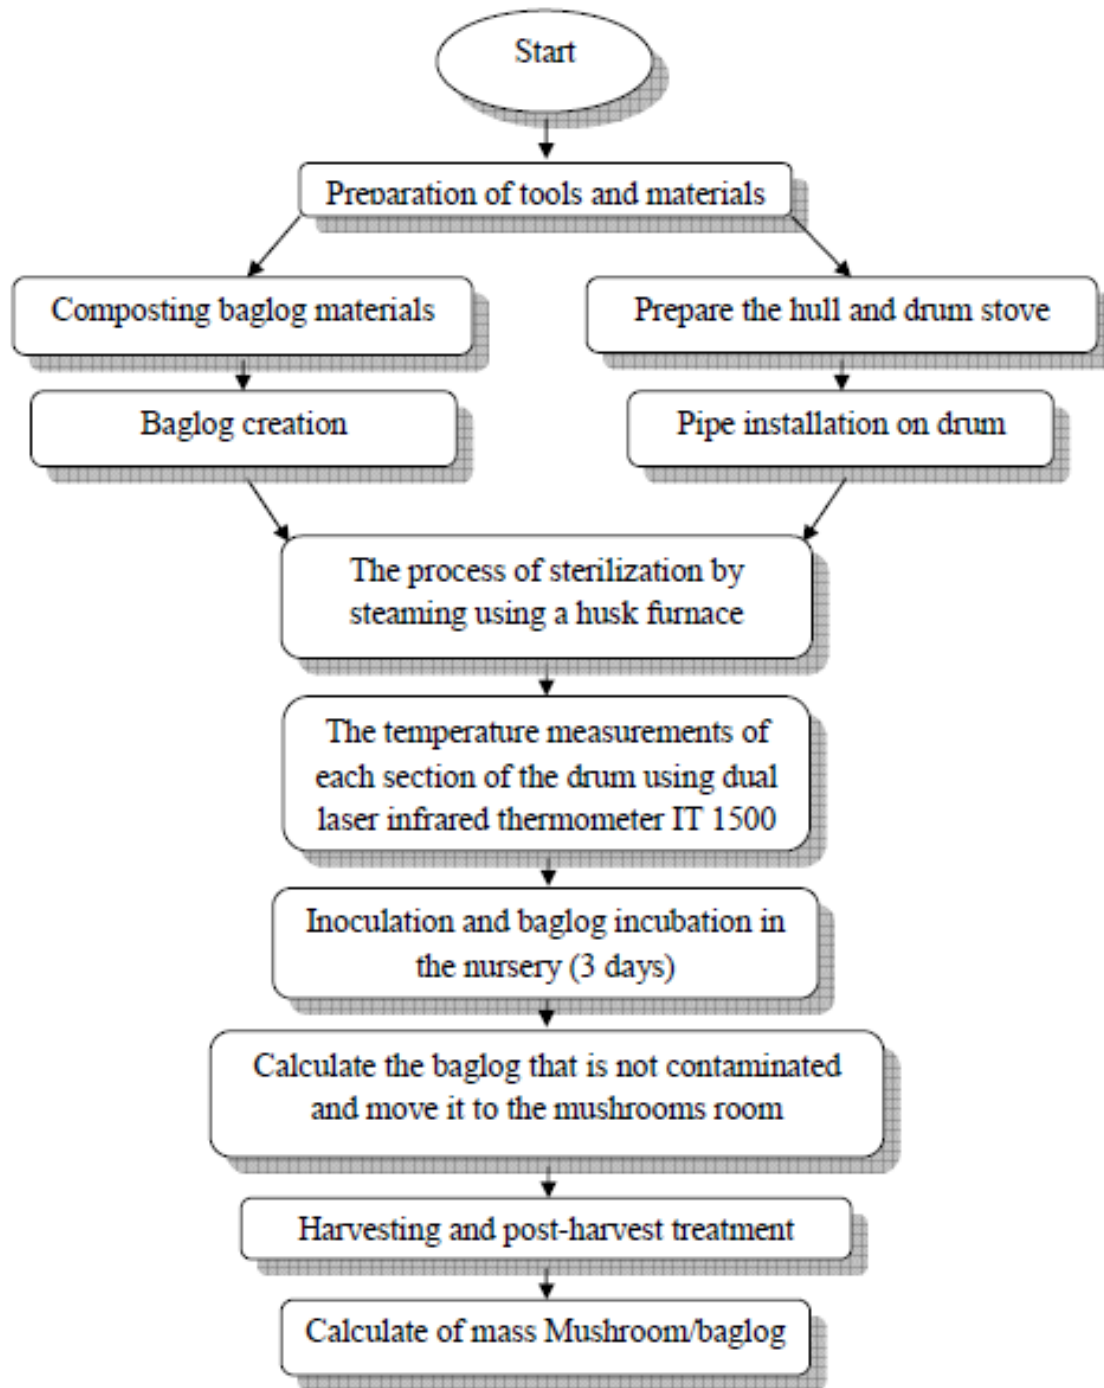 Start
Preparation of tools and materials
Composting baglog materials
Prepare the hull and drum stove
Baglog creation
Pipe installation on drum
The process of sterilization by
steaming using a husk furnace
The temperature measurements of
each section of the drum using dual
laser infrared thermometer IT 1500
Inoculation and baglog incubation in
the nursery (3 days)
Calculate the baglog that is not contaminated
and move it to the mushrooms room
Harvesting and post-harvest treatment
Calculate of mass Mushroom/baglog